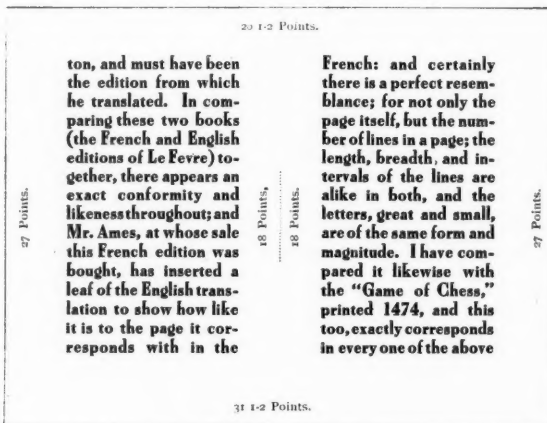 20 1-2 Points.
ton, and must have been
the edition from which
he translated. In com-
paring these two books
(the French and English
editions of Le Fevre) to-
gether, there appears an
exact conformity and
likeness throughout; and
Mr. Ames, at whose sale
this French edition was
bought, has inserted a
leaf of the English trans-
lation to show how like
it is to the page it cor-
responds with in the
27 Points.
18 Points,
18 Points.
French: and certainly
there is a perfect resem-
blance; for not only the
page itself, but the num-
ber of lines in a page; the
length, breadth, and in-
tervals of the lines are
alike in both, and the
letters, great and small,
are of the same form and
magnitude. I have com-
pared it likewise with
the "Game of Chess,"
printed 1474, and this
too, exactly corresponds
in every one of the above
27 Points.
31 1-2 Points.